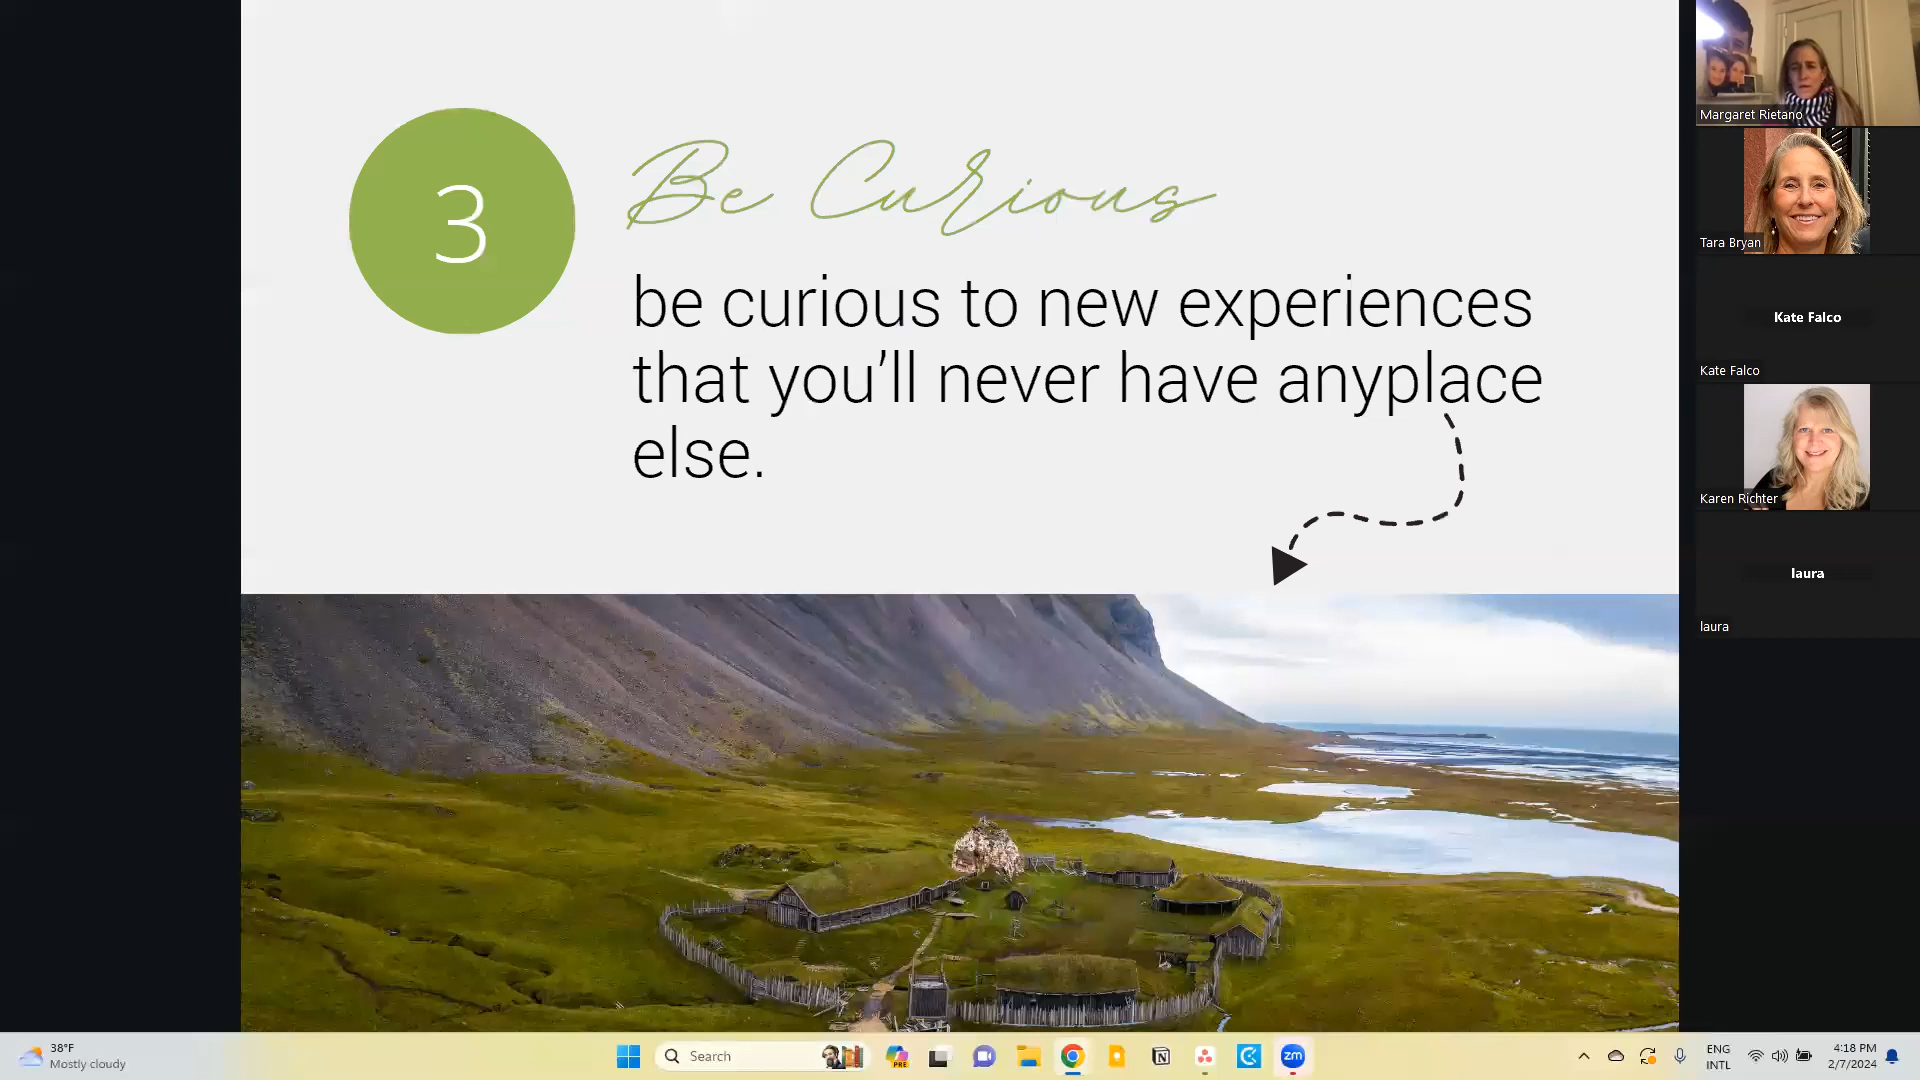 3
Be Curious
be curious to new experiences
that you'll never have anyplace
else.
Margaret Rietano
Tara Bryan
Kate Falco
Kate Falco
Karen Richter
laura
laura
38°F
Mostly cloudy
Search
PRE
zm
ENG
INTL
4:18 PM
2/7/2024